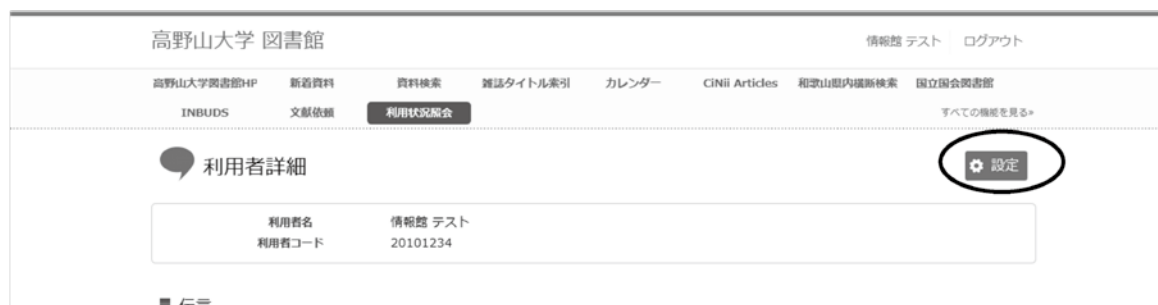 高野山大学 図書館
情報館 テスト ログアウト
高野山大学図書館HP 新着資料 資料検索 雑誌タイトル索引 カレンダー CiNii Articles 和歌山県内横断検索 国立国会図書館
INBUDS 文献依頼 利用状況照会 すべての機能を見る»
利用者詳細
設定
利用者名 情報館 テスト
利用者コード 20101234